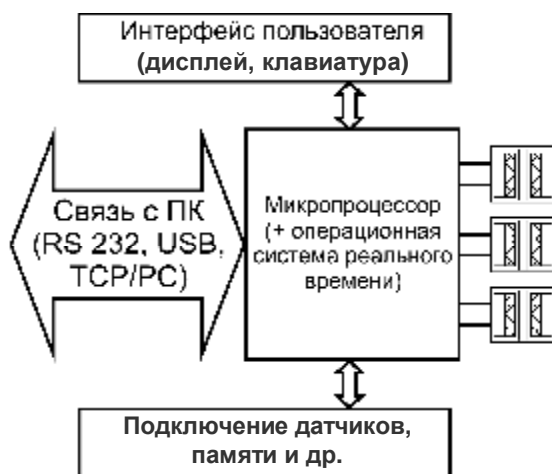 Интерфейс пользователя
(дисплей, клавиатура)
Связь с ПК
(RS 232, USB,
TCP/PC)
Микропроцессор
(+ операционная
система реального
времени)
Подключение датчиков,
памяти и др.